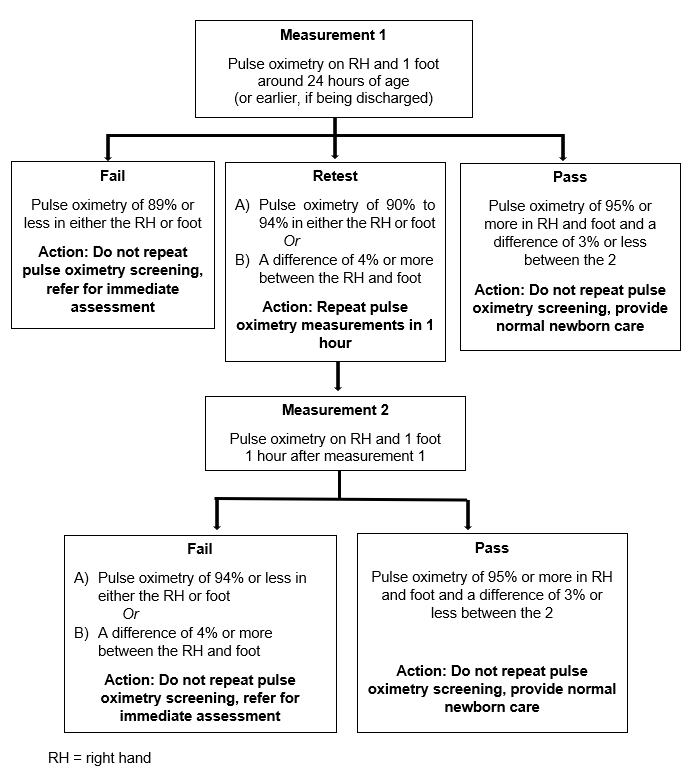 Measurement 1
Pulse oximetry on RH and 1 foot
around 24 hours of age
(or earlier, if being discharged)
Fail
Pulse oximetry of 89% or
less in either the RH or foot
Action: Do not repeat
pulse oximetry screening,
refer for immediate
assessment
Retest
A) Pulse oximetry of 90% to
94% in either the RH or foot
Or
B) A difference of 4% or more
between the RH and foot
Action: Repeat pulse
oximetry measurements in 1
hour
Pass
Pulse oximetry of 95% or
more in RH and foot and a
difference of 3% or less
between the 2
Action: Do not repeat pulse
oximetry screening, provide
normal newborn care
Measurement 2
Pulse oximetry on RH and 1 foot
1 hour after measurement 1
Fail
A) Pulse oximetry of 94% or less in
either the RH or foot
Or
B) A difference of 4% or more
between the RH and foot
Action: Do not repeat pulse
oximetry screening, refer for
immediate assessment
Pass
Pulse oximetry of 95% or more in RH
and foot and a difference of 3% or
less between the 2
Action: Do not repeat pulse
oximetry screening, provide normal
newborn care
RH = right hand